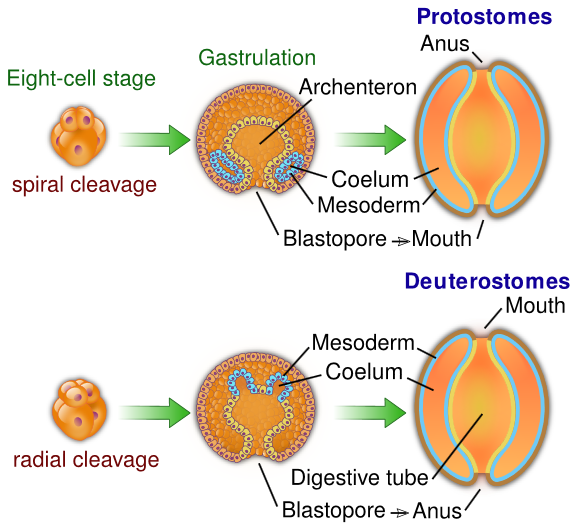 Protostomes
Anus
Gastrulation
Eight-cell stage
Archenteron
spiral cleavage
Coelum
Mesoderm
Blastopore → Mouth
Deuterostomes
Mouth
Mesoderm
Coelum
radial cleavage
Digestive tube
Blastopore → Anus